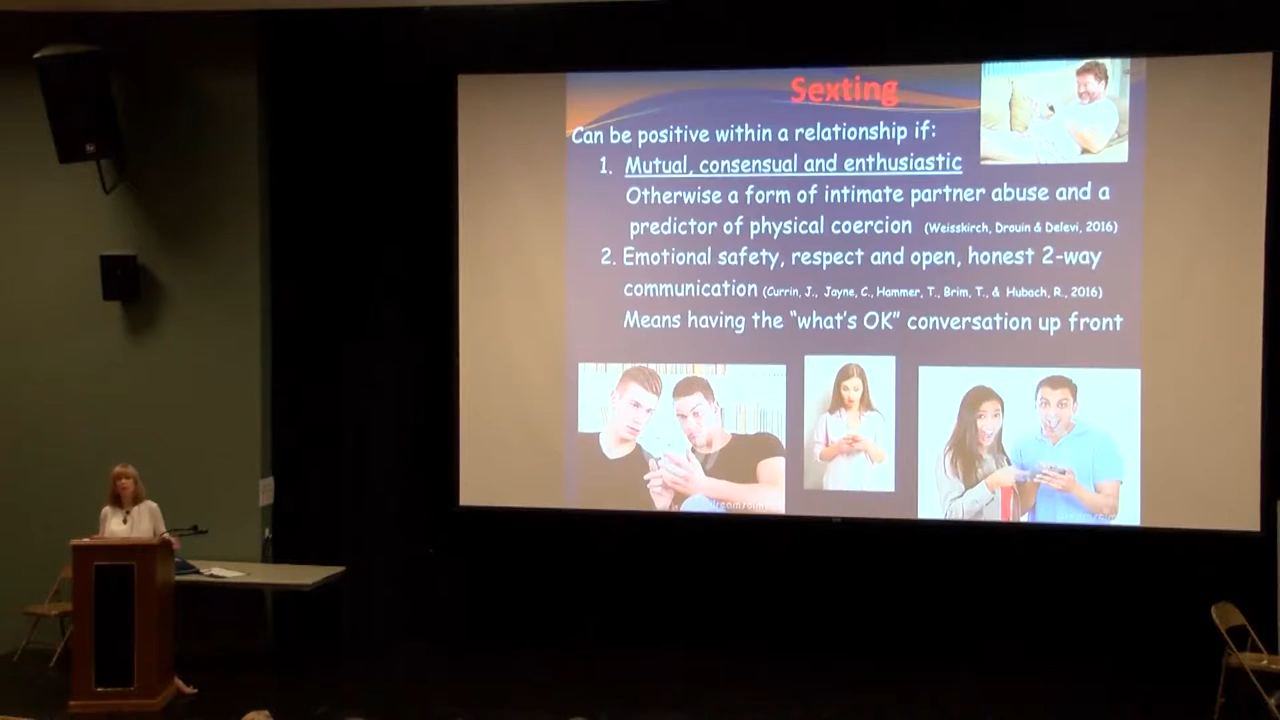 Sexting
Can be positive within a relationship if:
1. Mutual, consensual and enthusiastic
Otherwise a form of intimate partner abuse and a
predictor of physical coercion (Weisskirch, Drouin & Delevi, 2016)
2. Emotional safety, respect and open, honest 2-way
communication (Currin, J., Jayne, C., Hammer, T., Brim, T., & Hubach, R., 2016)
Means having the “what's OK” conversation up front